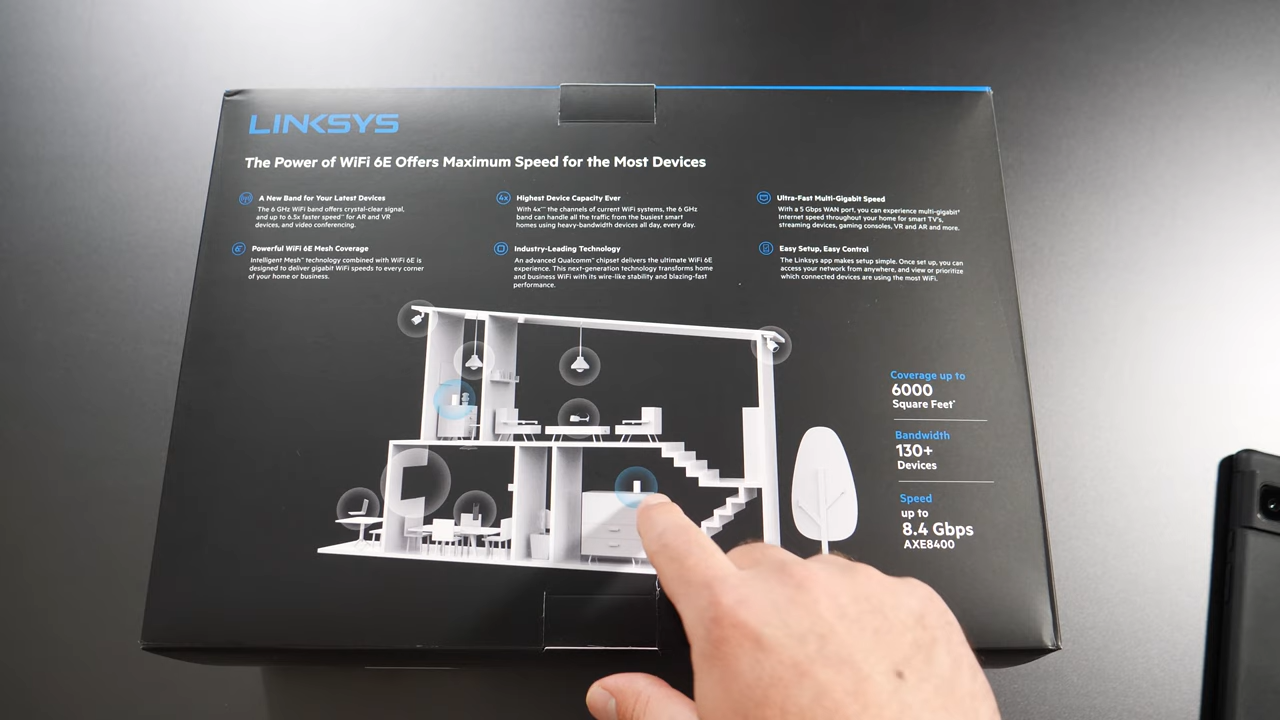 LINKSYS
The Power of WiFi 6E Offers Maximum Speed for the Most Devices
A New Band for Your Latest Devices
The 6 GHz WiFi band offers crystal-clear signal,
and up to 6.5x faster speed** for AR and VR
devices, and video conferencing.
4x
Highest Device Capacity Ever
With 4x*** the channels of current WiFi systems, the 6 GHz
band can handle all the traffic from the busiest smart
homes using heavy-bandwidth devices all day, every day.
Ultra-Fast Multi-Gigabit Speed
With a 5 Gbps WAN port, you can experience multi-gigabit*
Internet speed throughout your home for smart TV's,
streaming devices, gaming consoles, VR and AR and more.
Powerful WiFi 6E Mesh Coverage
Intelligent Mesh™ technology combined with WiFi 6E is
designed to deliver gigabit WiFi speeds to every corner
of your home or business.
Industry-Leading Technology
An advanced Qualcomm™ chipset delivers the ultimate WiFi 6E
experience. This next-generation technology transforms home
and business WiFi with its wire-like stability and blazing-fast
performance.
Easy Setup, Easy Control
The Linksys app makes setup simple. Once set up, you can
access your network from anywhere, and view or prioritize
which connected devices are using the most WiFi.
Coverage up to
6000
Square Feet*
Bandwidth
130+
Devices
Speed
up to
8.4 Gbps
AXE8400